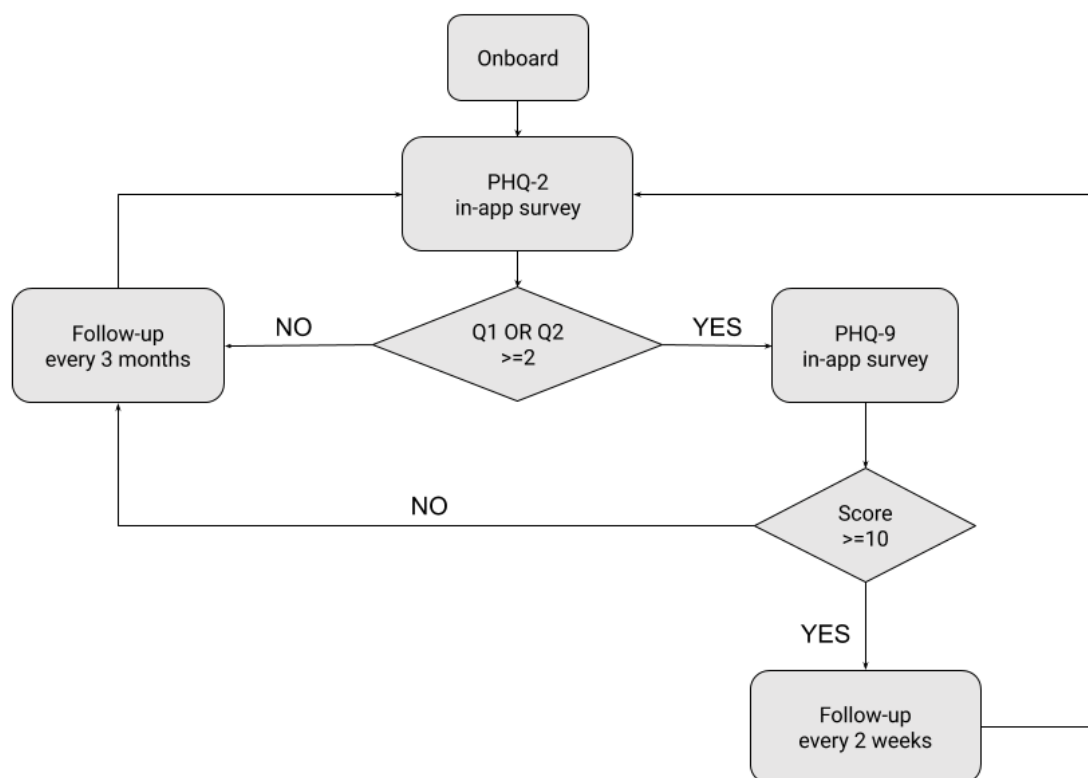 Onboard
PHQ-2
in-app survey
Follow-up
every 3 months
NO
Q1 OR Q2
>=2
YES
PHQ-9
in-app survey
NO
Score
>=10
YES
Follow-up
every 2 weeks